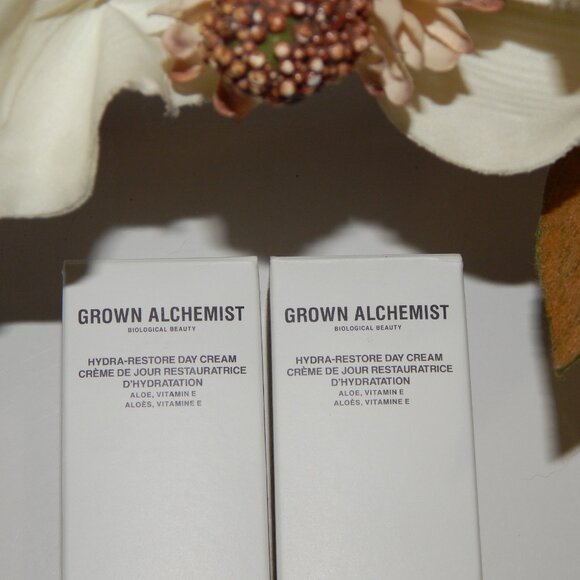 GROWN ALCHEMIST
BIOLOGICAL BEAUTY
HYDRA-RESTORE DAY CREAM
CRÈME DE JOUR RESTAURATRICE
D'HYDRATATION
ALOE, VITAMIN E
ALOÈS, VITAMINE E
GROWN ALCHEMIST
BIOLOGICAL BEAUTY
HYDRA-RESTORE DAY CREAM
CRÈME DE JOUR RESTAURATRICE
D'HYDRATATION
ALOE, VITAMIN E
ALOÈS, VITAMINE E